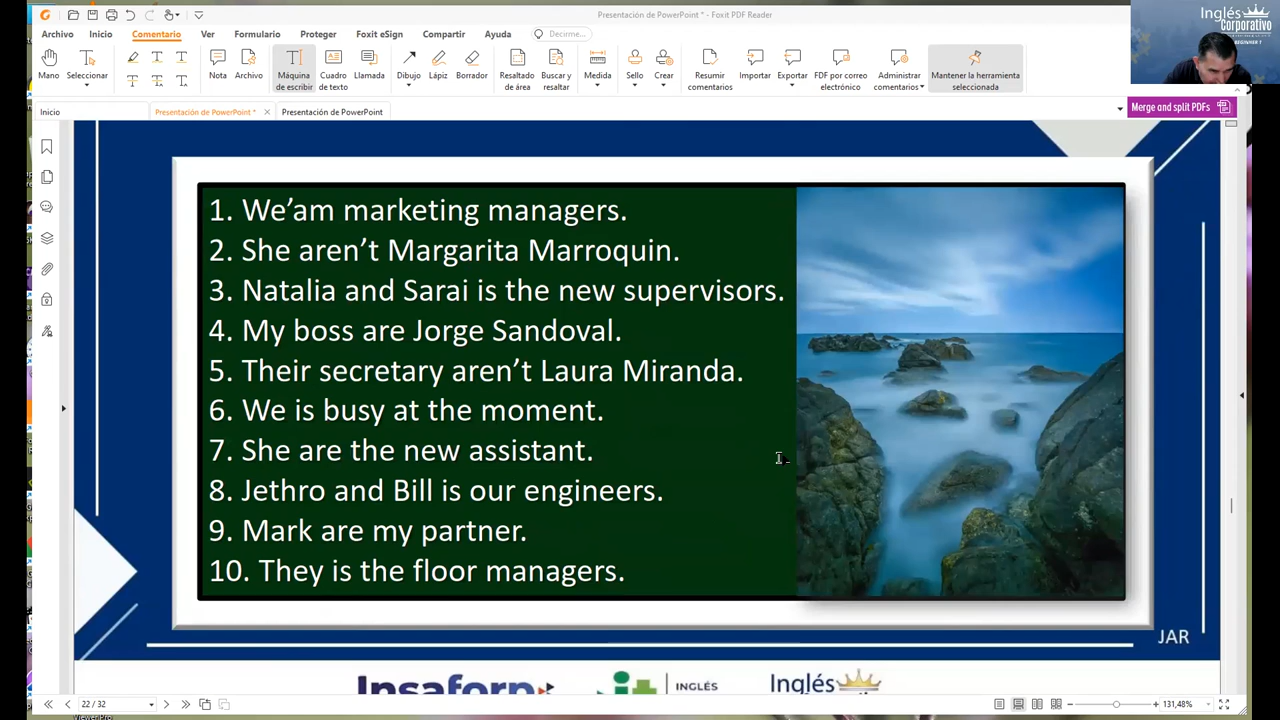 Presentación de PowerPoint * - Foxit PDF Reader
Archivo Inicio Comentario Ver Formulario Proteger Foxit eSign Compartir Ayuda Decirme...
Mano Seleccionar Nota Archivo Máquina de escribir Cuadro de texto Llamada Dibujo Lápiz Borrador Resaltado de área Buscar y resaltar Medida Sello Crear Resumir comentarios Importar Exportar FDF por correo electrónico Administrar comentarios Mantener la herramienta seleccionada
Inglés
Corporativo
BEGINNER 1
Inicio Presentación de PowerPoint * Presentación de PowerPoint
Merge and split PDFs
1. We’am marketing managers.
2. She aren’t Margarita Marroquin.
3. Natalia and Sarai is the new supervisors.
4. My boss are Jorge Sandoval.
5. Their secretary aren’t Laura Miranda.
6. We is busy at the moment.
7. She are the new assistant.
8. Jethro and Bill is our engineers.
9. Mark are my partner.
10. They is the floor managers.
JAR
Insaforp INGLÉS Inglés
22 / 32
131,48%